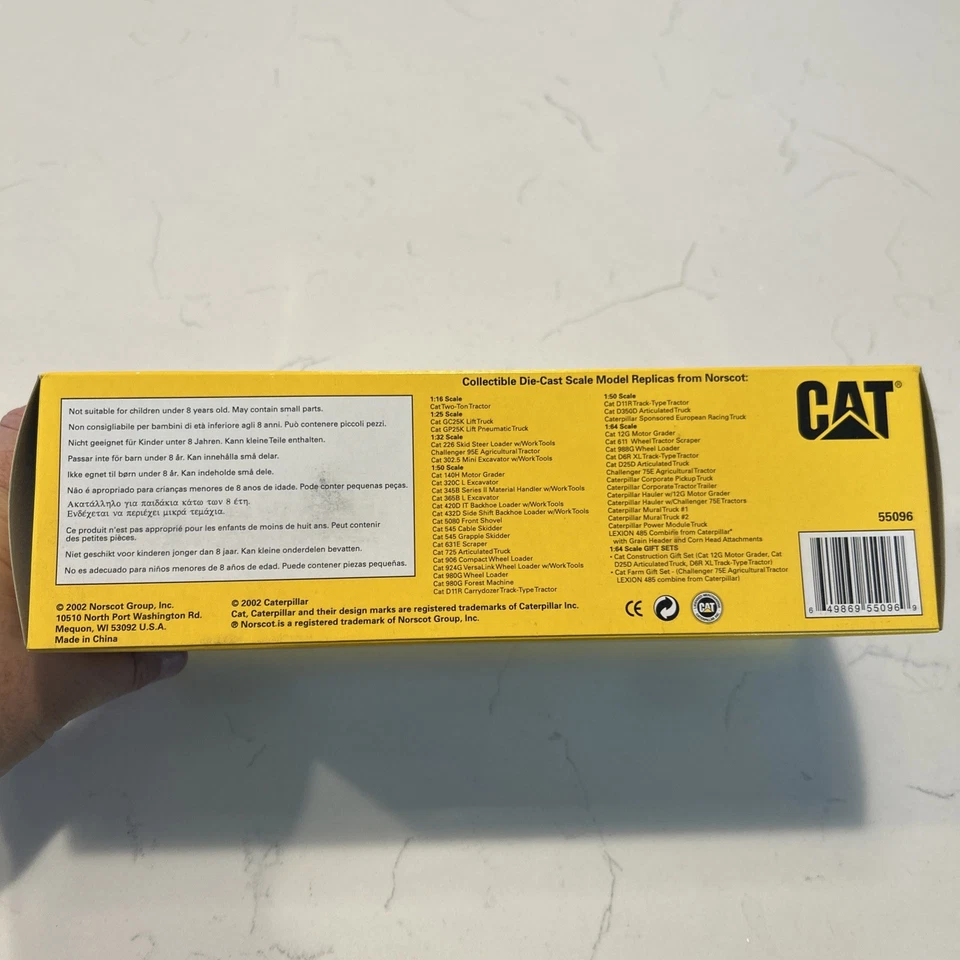 Not suitable for children under 8 years old. May contain small parts.
Non consigliabile per bambini di età inferiore agli 8 anni. Può contenere piccoli pezzi.
Nicht geeignet für Kinder unter 8 Jahren. Kann kleine Teile enthalten.
Passar inte för barn under 8 år. Kan innehålla små delar.
Ikke egnet til børn under 8 år. Kan indeholde små dele.
Não é apropriado para crianças menores de 8 anos de idade. Pode conter pequenas peças.
Ακατάλληλο για παιδάκια κάτω των 8 έτη.
Ενδέχεται να περιέχει μικρά τεμάχια.
Ce produit n'est pas approprié pour les enfants de moins de huit ans. Peut contenir
des petites pièces.
Niet geschikt voor kinderen jonger dan 8 jaar. Kan kleine onderdelen bevatten.
No es adecuado para niños menores de 8 años de edad. Puede contener piezas pequeñas.
© 2002 Norscot Group, Inc.
10510 North Port Washington Rd.
Mequon, WI 53092 U.S.A.
Made in China
© 2002 Caterpillar
Cat, Caterpillar and their design marks are registered trademarks of Caterpillar Inc.
® Norscot.is a registered trademark of Norscot Group, Inc.
Collectible Die-Cast Scale Model Replicas from Norscot:
1:16 Scale
Cat Two-Ton Tractor
1:25 Scale
Cat GC25K Lift Truck
Cat GP25K Lift Pneumatic Truck
1:32 Scale
Cat 226 Skid Steer Loader w/Work Tools
Challenger 95E Agricultural Tractor
Cat 302.5 Mini Excavator w/Work Tools
1:50 Scale
Cat 140H Motor Grader
Cat 320C L Excavator
Cat 345B Series II Material Handler w/Work Tools
Cat 365B L Excavator
Cat 420D IT Backhoe Loader w/Work Tools
Cat 432D Side Shift Backhoe Loader w/Work Tools
Cat 5080 Front Shovel
Cat 545 Cable Skidder
Cat 545 Grapple Skidder
Cat 631E Scraper
Cat 725 Articulated Truck
Cat 906 Compact Wheel Loader
Cat 924G VersaLink Wheel Loader w/Work Tools
Cat 980G Wheel Loader
Cat 980G Forest Machine
Cat D11R Carrydozer Track-Type Tractor
1:50 Scale
Cat D11R Track-Type Tractor
Cat D350D Articulated Truck
Caterpillar Sponsored European Racing Truck
1:64 Scale
Cat 12G Motor Grader
Cat 611 Wheel Tractor Scraper
Cat 988G Wheel Loader
Cat D6R XL Track-Type Tractor
Cat D25D Articulated Truck
Challenger 75E Agricultural Tractor
Caterpillar Corporate Pickup Truck
Caterpillar Corporate Tractor Trailer
Caterpillar Hauler w/12G Motor Grader
Caterpillar Hauler w/Challenger 75E Tractors
Caterpillar Mural Truck #1
Caterpillar Mural Truck #2
Caterpillar Power Module Truck
LEXION 485 Combine from Caterpillar
with Grain Header and Corn Head Attachments
1:64 Scale GIFT SETS
• Cat Construction Gift Set (Cat 12G Motor Grader, Cat
D25D Articulated Truck, D6R XL Track-Type Tractor)
• Cat Farm Gift Set - (Challenger 75E Agricultural Tractor
LEXION 485 combine from Caterpillar)
CE
CAT
CAT®
55096
6 49869 55096 9